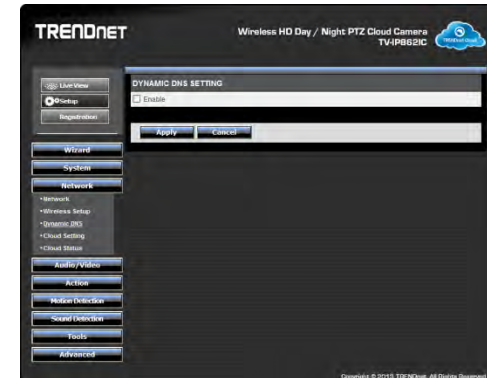 TRENDNET
Wireless HD Day / Night PTZ Cloud Camera
TV-IP862IC
TRENDnet Cloud
Live View
Setup
Registration
DYNAMIC DNS SETTING
Enable
Apply Cancel
Wizard
System
Network
• Network
• Wireless Setup
• Dynamic DNS
• Cloud Setting
• Cloud Status
Audio/Video
Action
Motion Detection
Sound Detection
Tools
Advanced
Copyright © 2013 TRENDnet. All Rights Reserved.